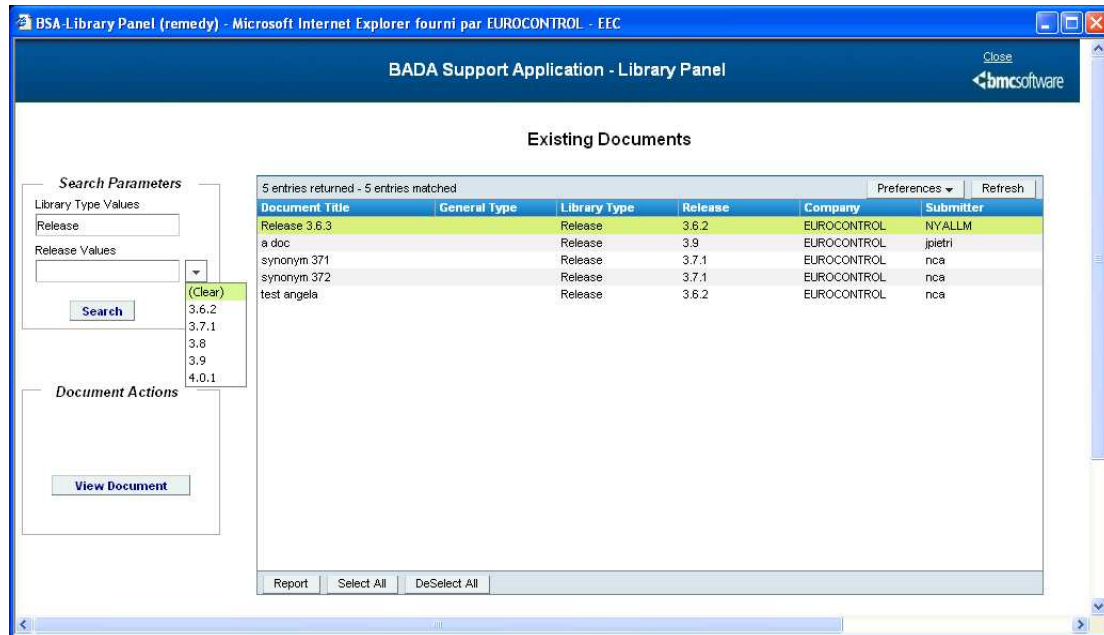 BSA-Library Panel (remedy) - Microsoft Internet Explorer fourni par EUROCONTROL - EEC
BADA Support Application - Library Panel
Close
bmcsoftware
Existing Documents
Search Parameters
Library Type Values
Release
Release Values
(Clear)
3.6.2
3.7.1
3.8
3.9
4.0.1
Search
Document Actions
View Document
5 entries returned - 5 entries matched Preferences Refresh
Document Title General Type Library Type Release Company Submitter
Release 3.6.3 Release 3.6.2 EUROCONTROL NYALLM
a doc Release 3.9 EUROCONTROL jpietri
synonym 371 Release 3.7.1 EUROCONTROL nca
synonym 372 Release 3.7.1 EUROCONTROL nca
test angela Release 3.6.2 EUROCONTROL nca
Report Select All DeSelect All